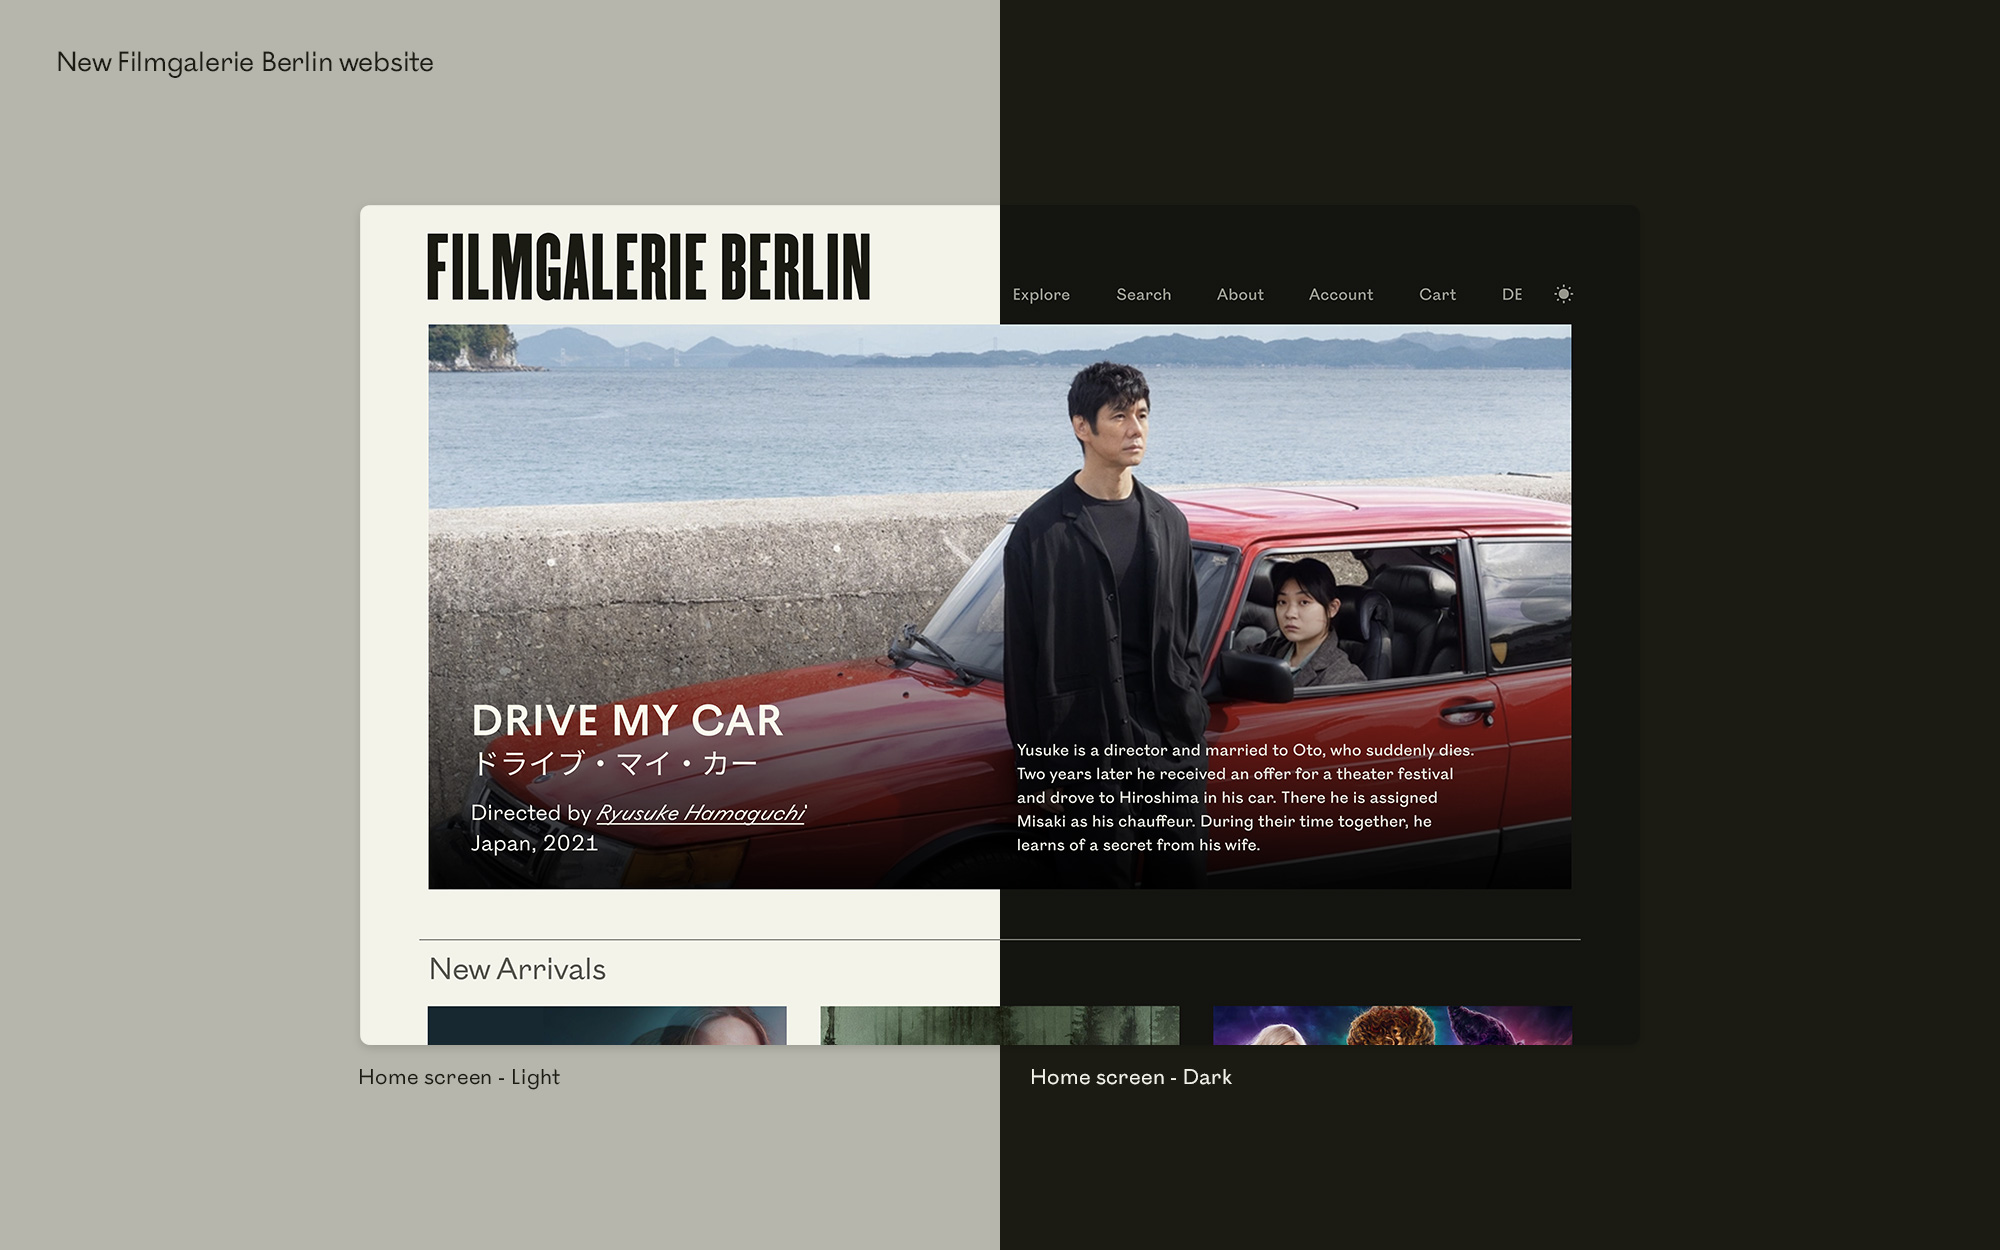 New Filmgalerie Berlin website
FILMGALERIE BERLIN
Explore Search About Account Cart DE
DRIVE MY CAR
ドライブ・マイ・カー
Directed by Ryusuke Hamaguchi
Japan, 2021
Yusuke is a director and married to Oto, who suddenly dies.
Two years later he received an offer for a theater festival
and drove to Hiroshima in his car. There he is assigned
Misaki as his chauffeur. During their time together, he
learns of a secret from his wife.
New Arrivals
Home screen - Light
Home screen - Dark